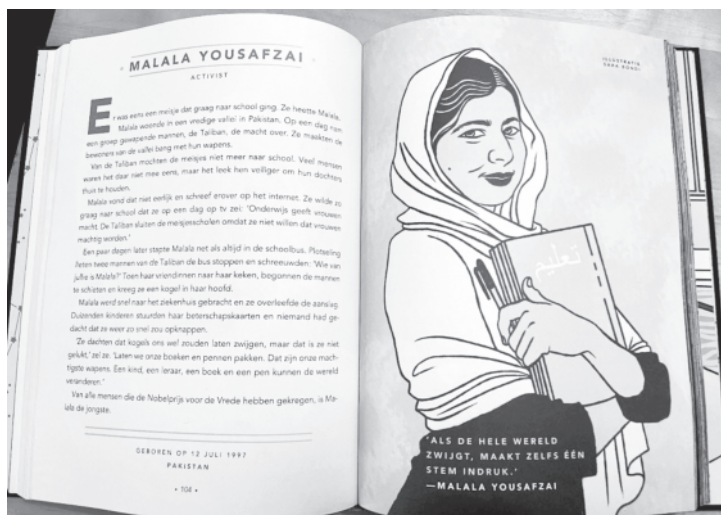 MALALA YOUSAFZAI
ACTIVIST
Er was eens een meisje dat graag naar school ging. Ze heette Malala.
Malala woonde in een vredige vallei in Pakistan. Op een dag nam
een groep gewapende mannen, de Taliban, de macht over. Ze maakten de
bewoners van de vallei bang met hun wapens.
Van de Taliban mochten de meisjes niet meer naar school. Veel mensen
waren het daar niet mee eens, maar het leek hen veiliger om hun dochters
thuis te houden.
Malala vond dat niet eerlijk en schreef erover op het internet. Ze wilde zo
graag naar school dat ze op een dag op tv zei: 'Onderwijs geeft vrouwen
macht. De Taliban sluiten de meisjesscholen omdat ze niet willen dat vrouwen
machtig worden.'
Een paar dagen later stapte Malala net als altijd in de schoolbus. Plotseling
lieten twee mannen van de Taliban de bus stoppen en schreeuwden: 'Wie van
jullie is Malala?' Toen haar vriendinnen naar haar keken, begonnen de mannen
te schieten en kreeg ze een kogel in haar hoofd.
Malala werd snel naar het ziekenhuis gebracht en ze overleefde de aanslag.
Duizenden kinderen stuurden haar beterschapskaarten en niemand had ge-
dacht dat ze weer zo snel zou opknappen.
'Ze dachten dat kogels ons wel zouden laten zwijgen, maar dat is ze niet
gelukt,' zei ze. 'Laten we onze boeken en pennen pakken. Dat zijn onze mach-
tigste wapens. Een kind, een leraar, een boek en een pen kunnen de wereld
veranderen.'
Van alle mensen die de Nobelprijs voor de Vrede hebben gekregen, is Ma-
lala de jongste.
GEBOREN OP 12 JULI 1997
PAKISTAN
• 104 •
ILLUSTRATIE
SARA BONDI
تعليم
'ALS DE HELE WERELD
ZWIJGT, MAAKT ZELFS ÉÉN
STEM INDRUK.'
—MALALA YOUSAFZAI